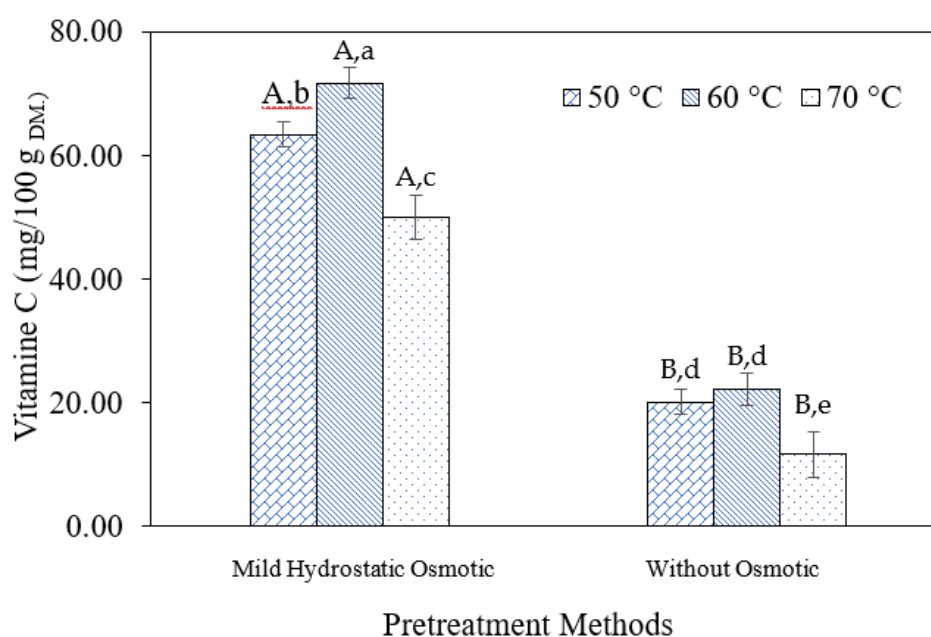 Vitamine C (mg/100 g DM.)
80.00
60.00
40.00
20.00
0.00
A,b
A,a
A,c
B,d
B,d
B,e
50 °C 60 °C 70 °C
Mild Hydrostatic Osmotic
Without Osmotic
Pretreatment Methods